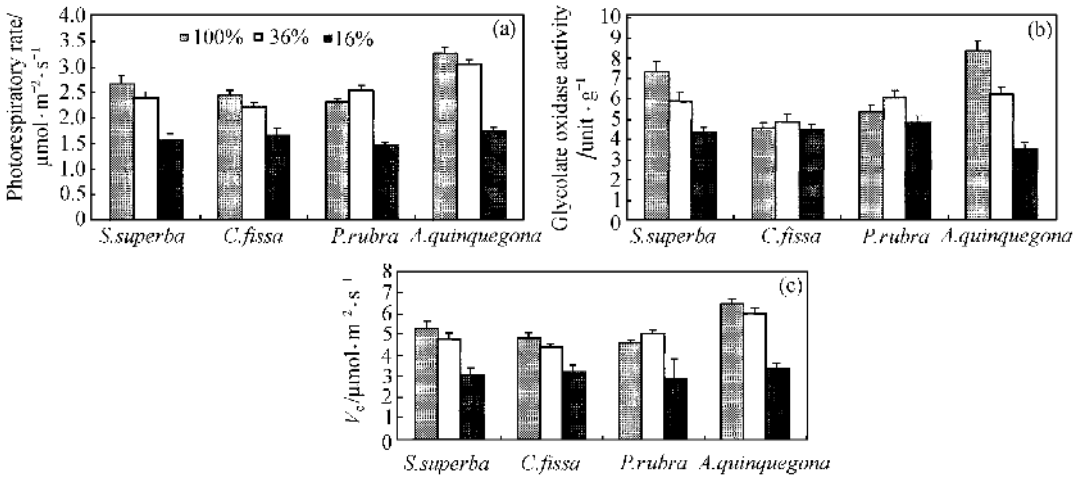 Photorespiratory rate/
μmol·m⁻²·s⁻¹
4.0
3.5
3.0
2.5
2.0
1.5
1.0
0.5
0
100% 36% 16%
(a)
S.superba C.fissa P.rubra A.quinquegona
Glycolate oxidase activity
/unit·g⁻¹
10
9
8
7
6
5
4
3
2
1
0
(b)
S.superba C.fissa P.rubra A.quinquegona
V_c/μmol·m⁻²·s⁻¹
8
7
6
5
4
3
2
1
0
(c)
S.superba C.fissa P.rubra A.quinquegona